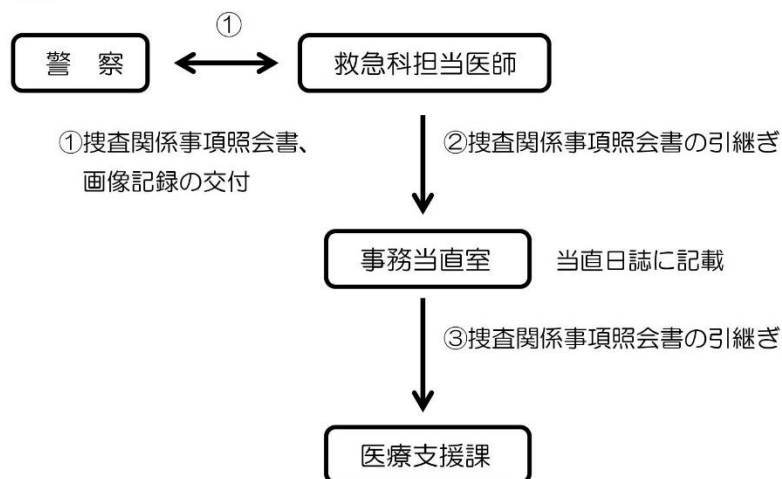 ①
警 察
救急科担当医師
①捜査関係事項照会書、
画像記録の交付
②捜査関係事項照会書の引継ぎ
事務当直室
当直日誌に記載
③捜査関係事項照会書の引継ぎ
医療支援課